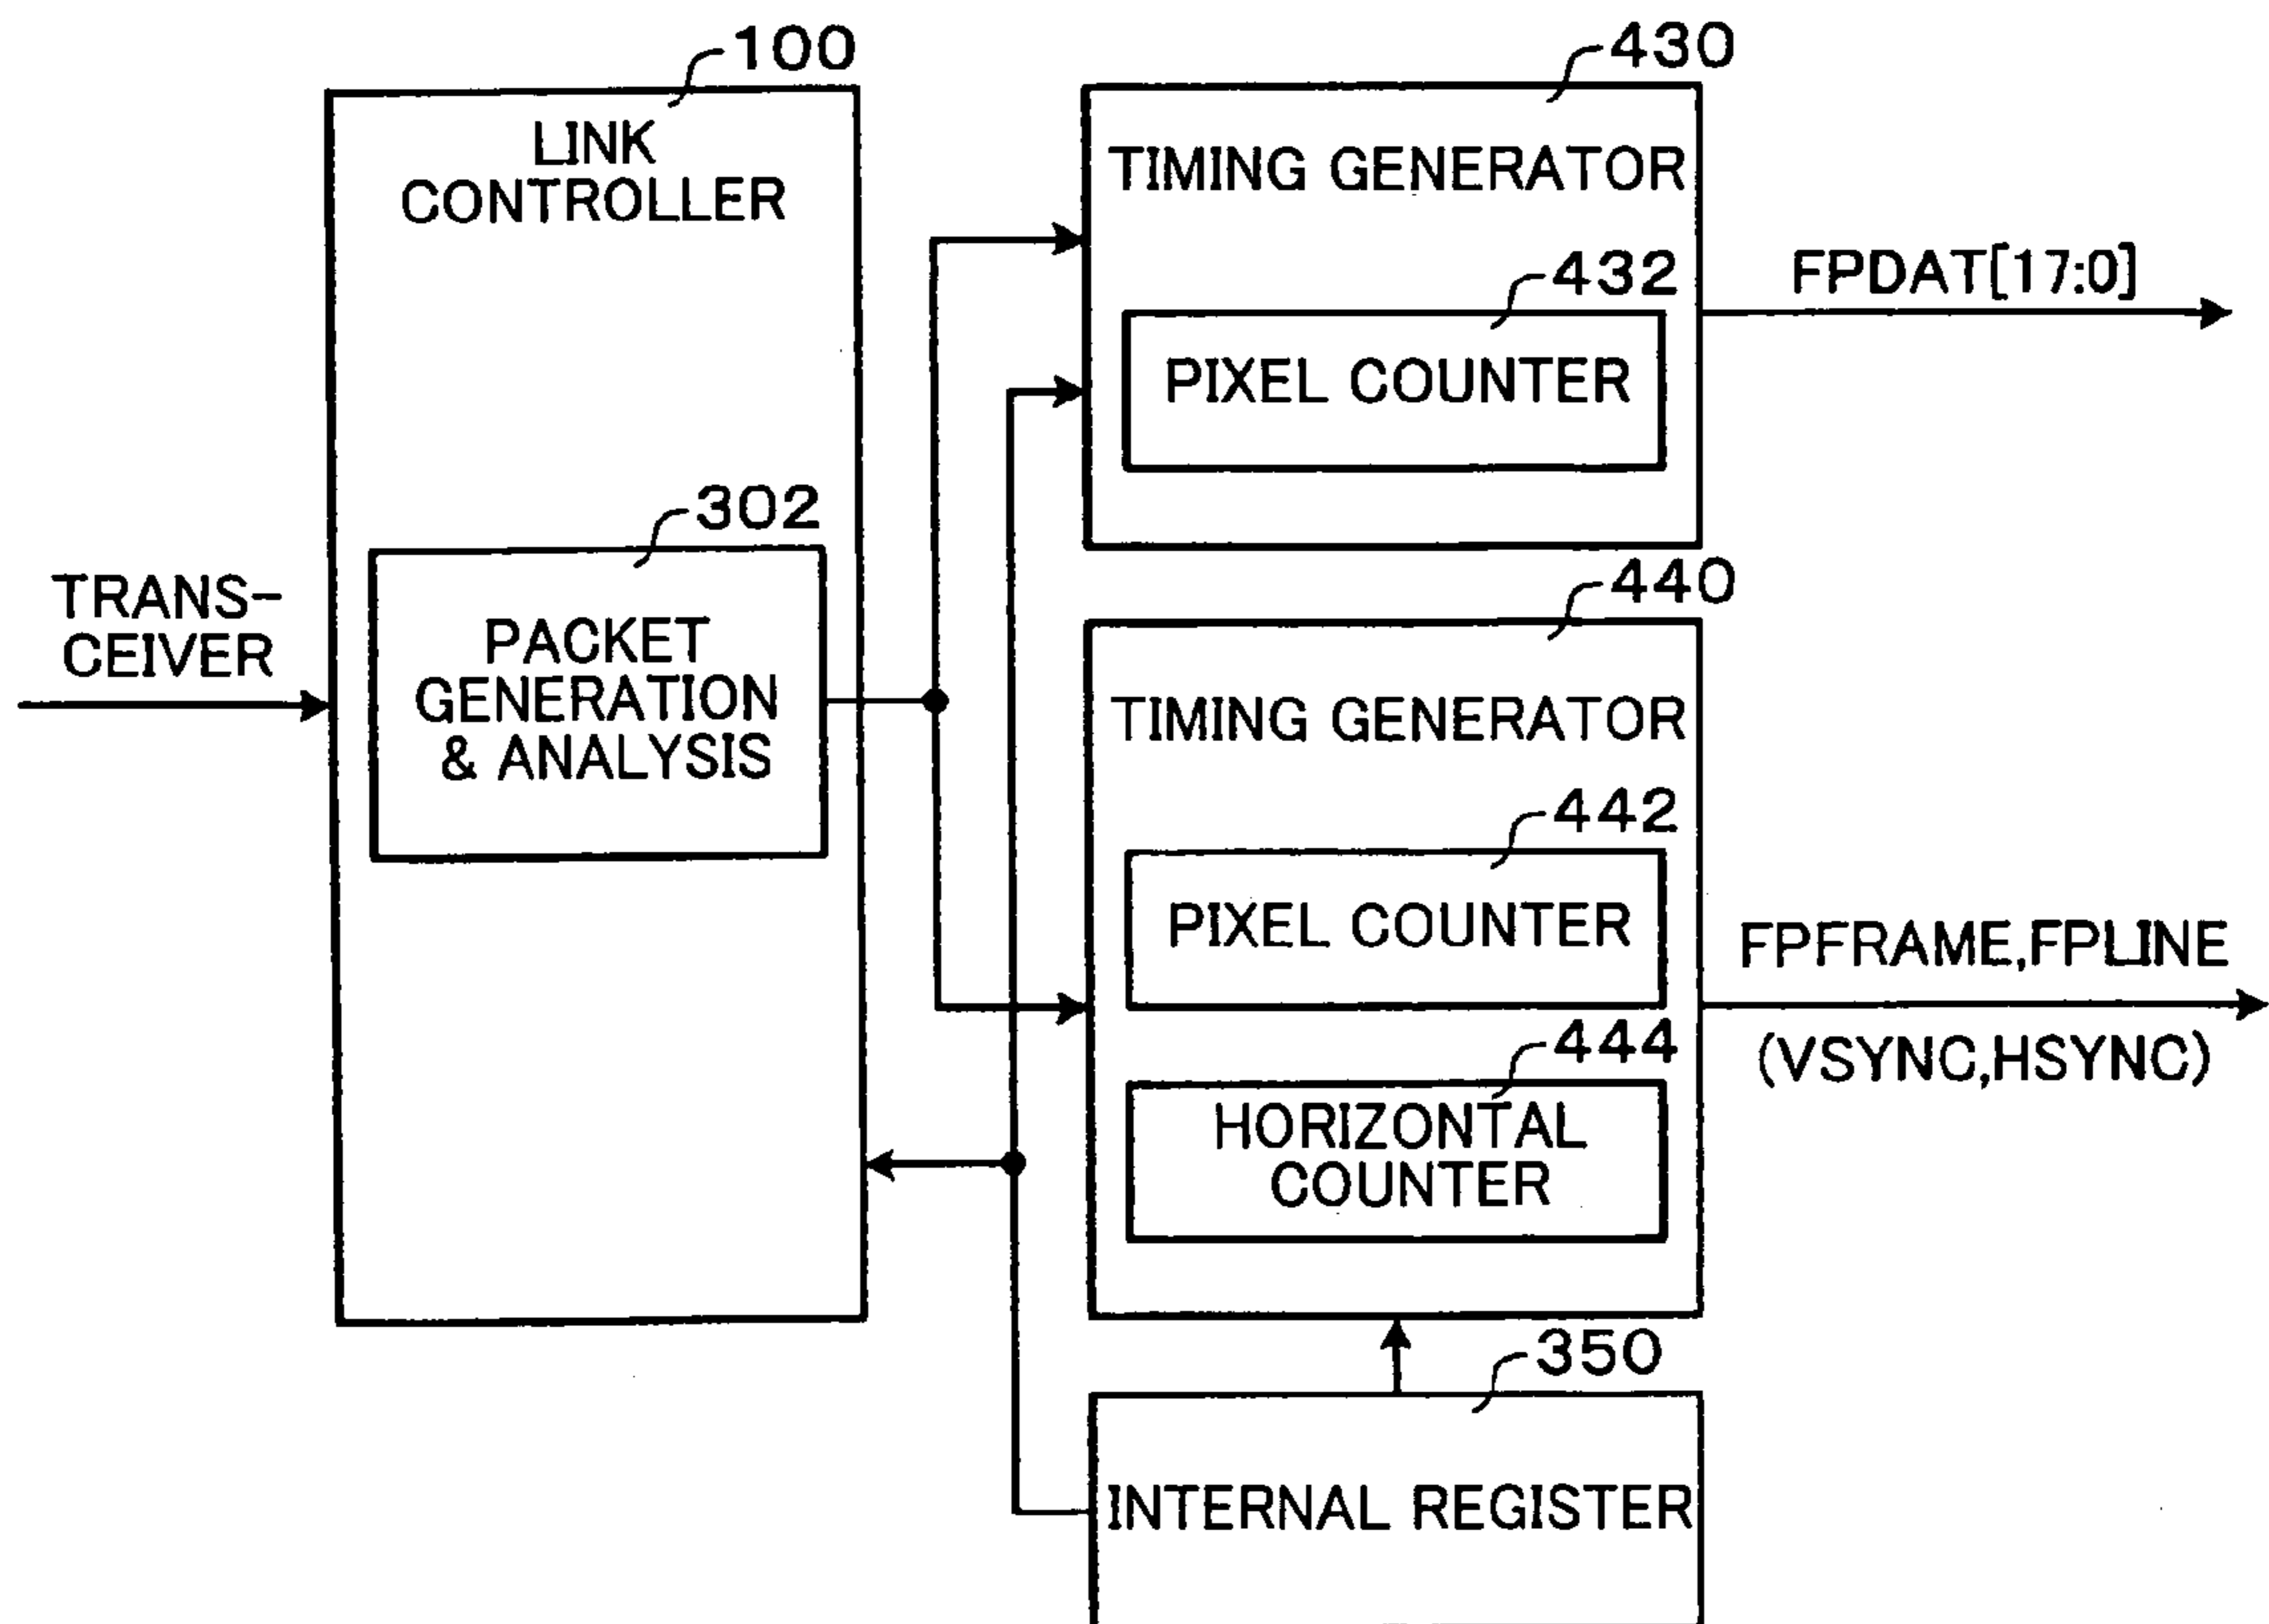 100
LINK
CONTROLLER
302
PACKET
GENERATION
& ANALYSIS
TRANS-
CEIVER
430
TIMING GENERATOR
432
PIXEL COUNTER
FPDAT[17:0]
440
TIMING GENERATOR
442
PIXEL COUNTER
444
HORIZONTAL
COUNTER
FPFRAME,FPLINE
(VSYNC,HSYNC)
350
INTERNAL REGISTER